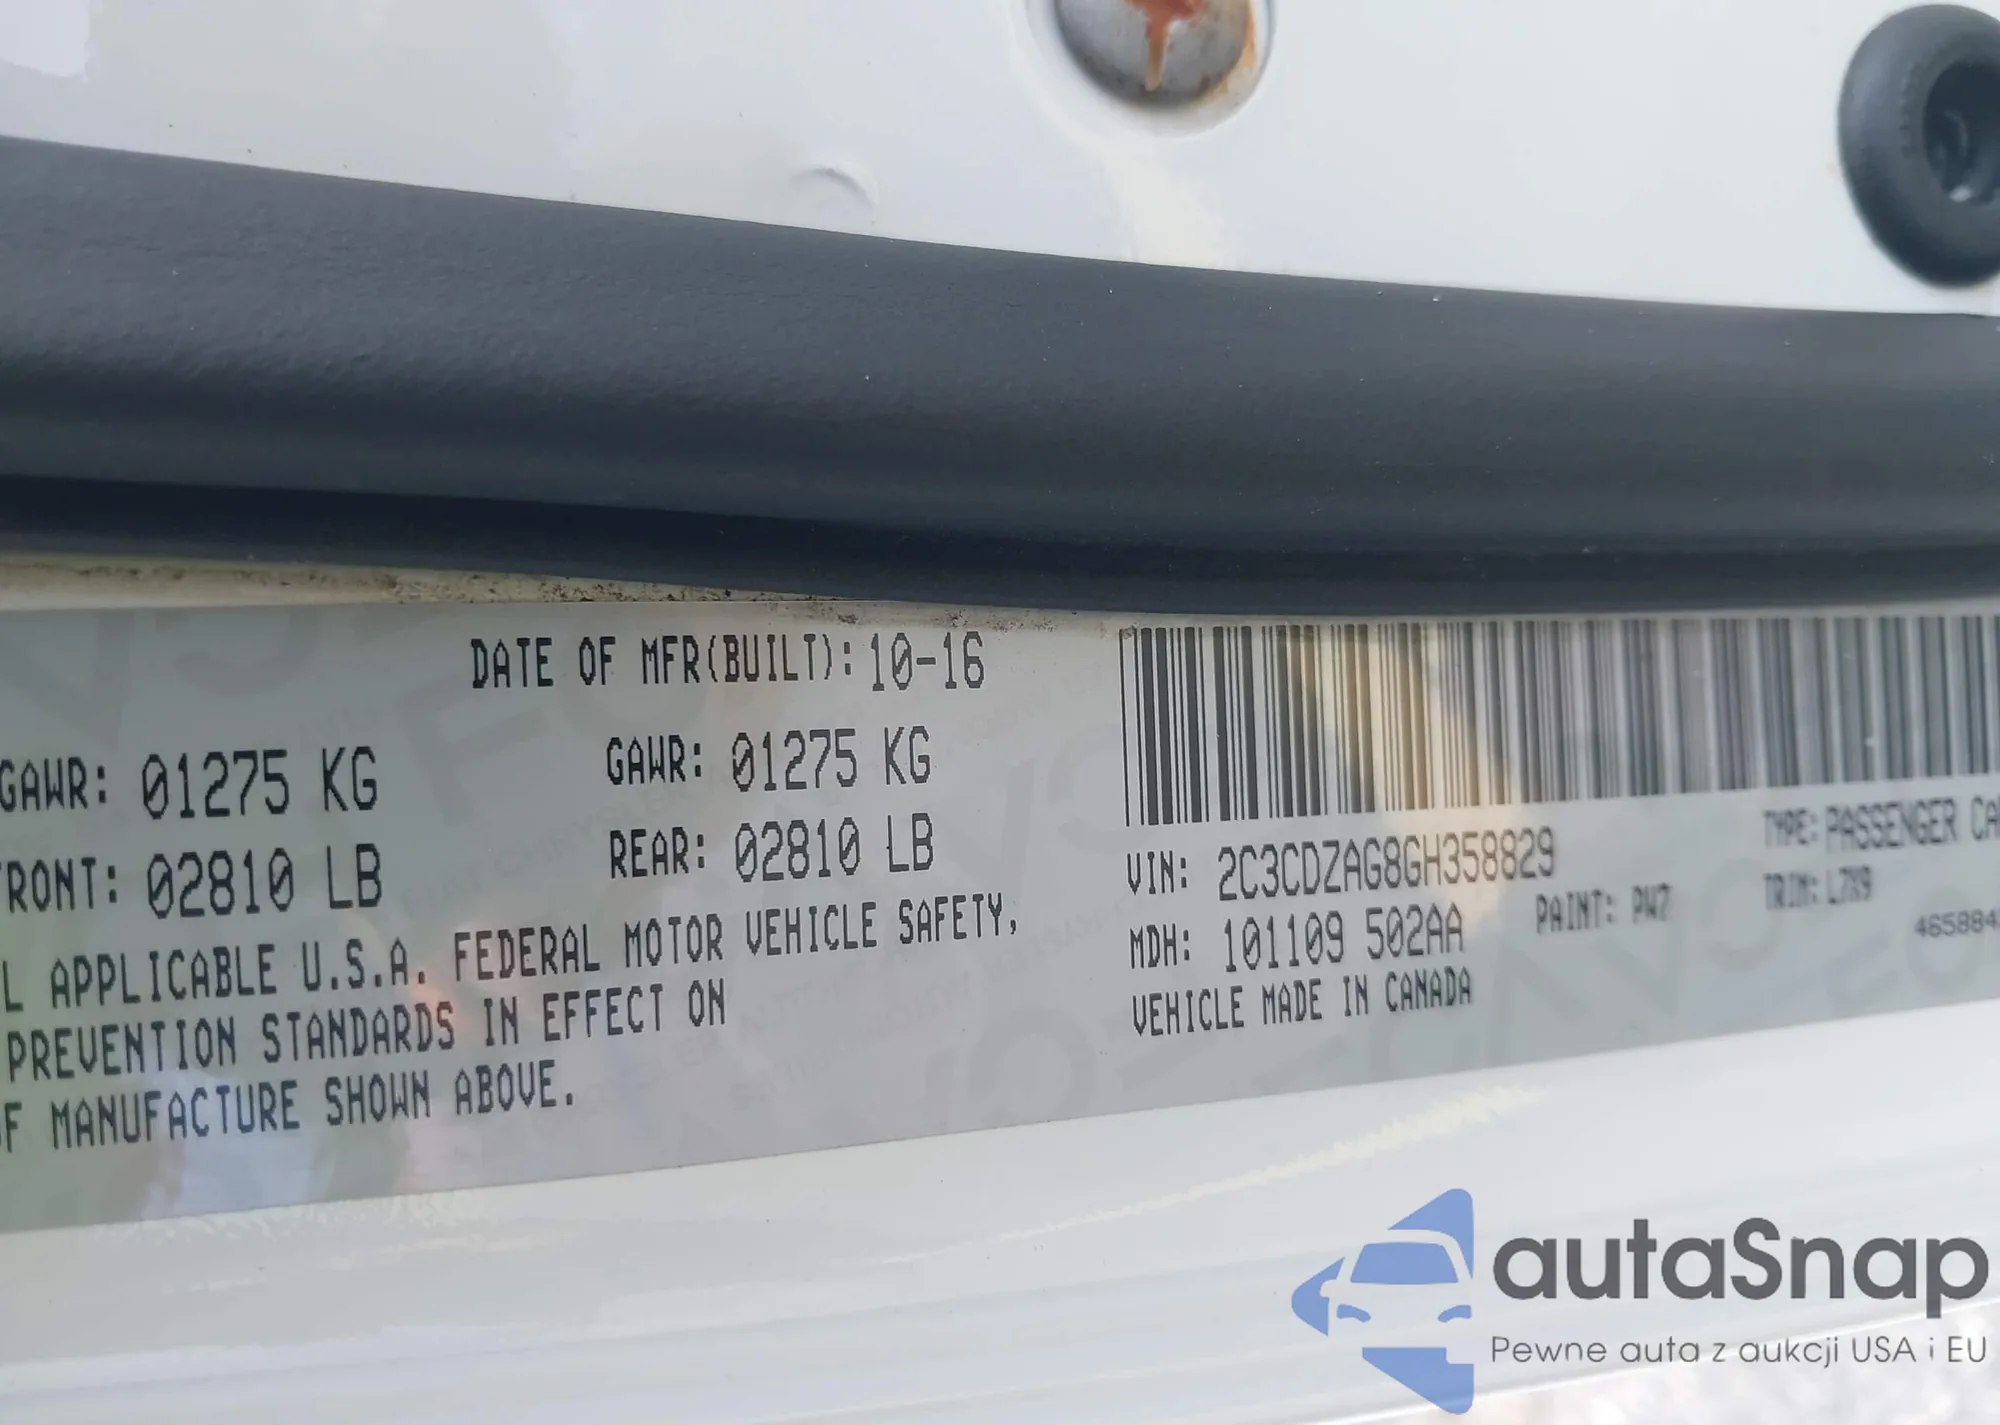 DATE OF MFR(BUILT): 10-16
GAWR: 01275 KG
GAWR: 01275 KG
FRONT: 02810 LB
REAR: 02810 LB
L APPLICABLE U.S.A. FEDERAL MOTOR VEHICLE SAFETY,
PREVENTION STANDARDS IN EFFECT ON
OF MANUFACTURE SHOWN ABOVE.
VIN: 2C3CDZAG8GH358829
TYPE: PASSENGER CA
MDH: 101109 502AA
PAINT: PW7
TRIM: L7X9
VEHICLE MADE IN CANADA
465884
autaSnap
Pewne auta z aukcji USA i EU